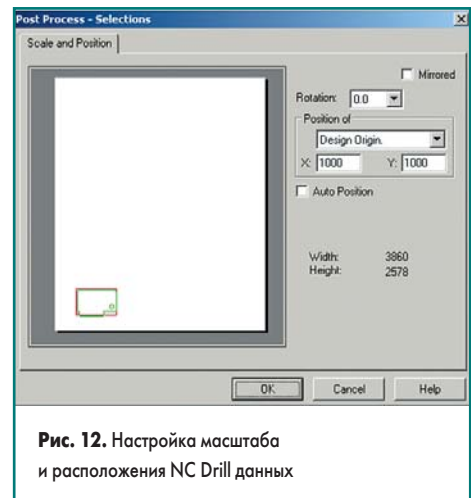 Post Process - Selections
Scale and Position
Mirrored
Rotation: 0.0
Position of
Design Origin.
X: 1000 Y: 1000
Auto Position
Width: 3860
Height: 2578
OK Cancel Help
Рис. 12. Настройка масштаба
и расположения NC Drill данных